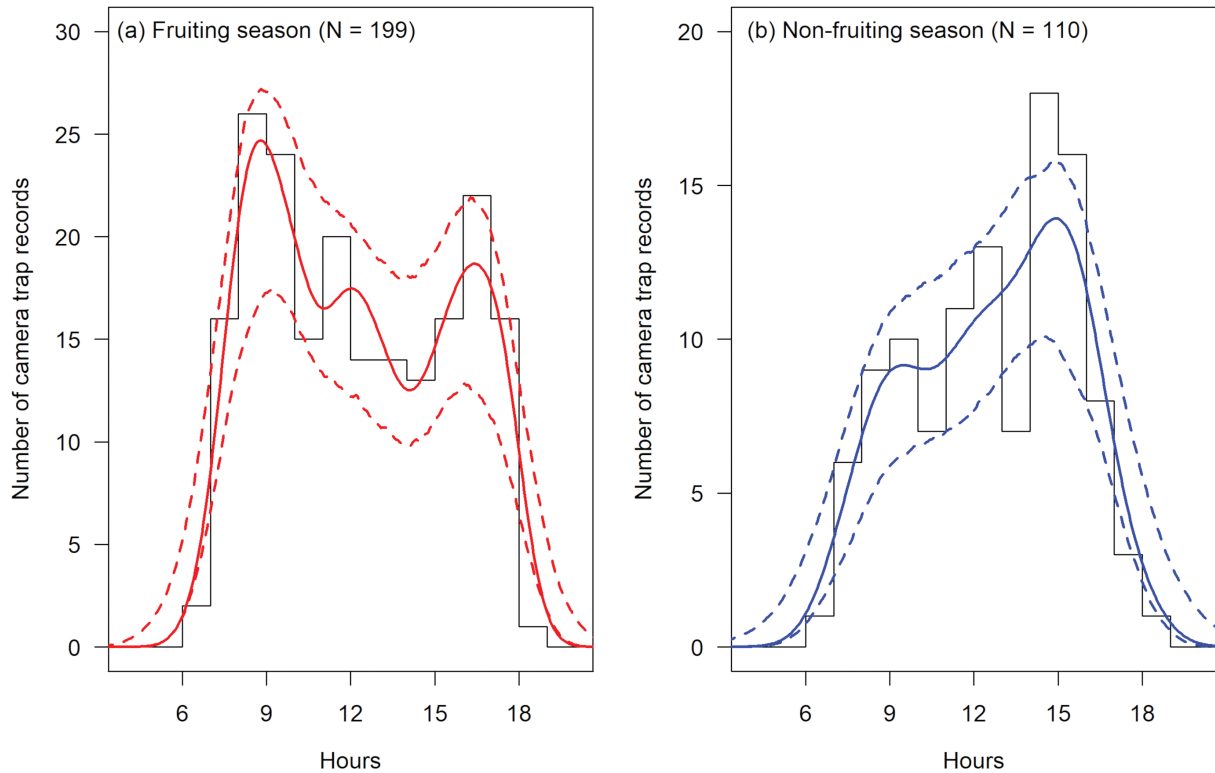 (a) Fruiting season (N = 199)
Number of camera trap records
30
25
20
15
10
5
0
6 9 12 15 18
Hours
(b) Non-fruiting season (N = 110)
Number of camera trap records
20
15
10
5
0
6 9 12 15 18
Hours